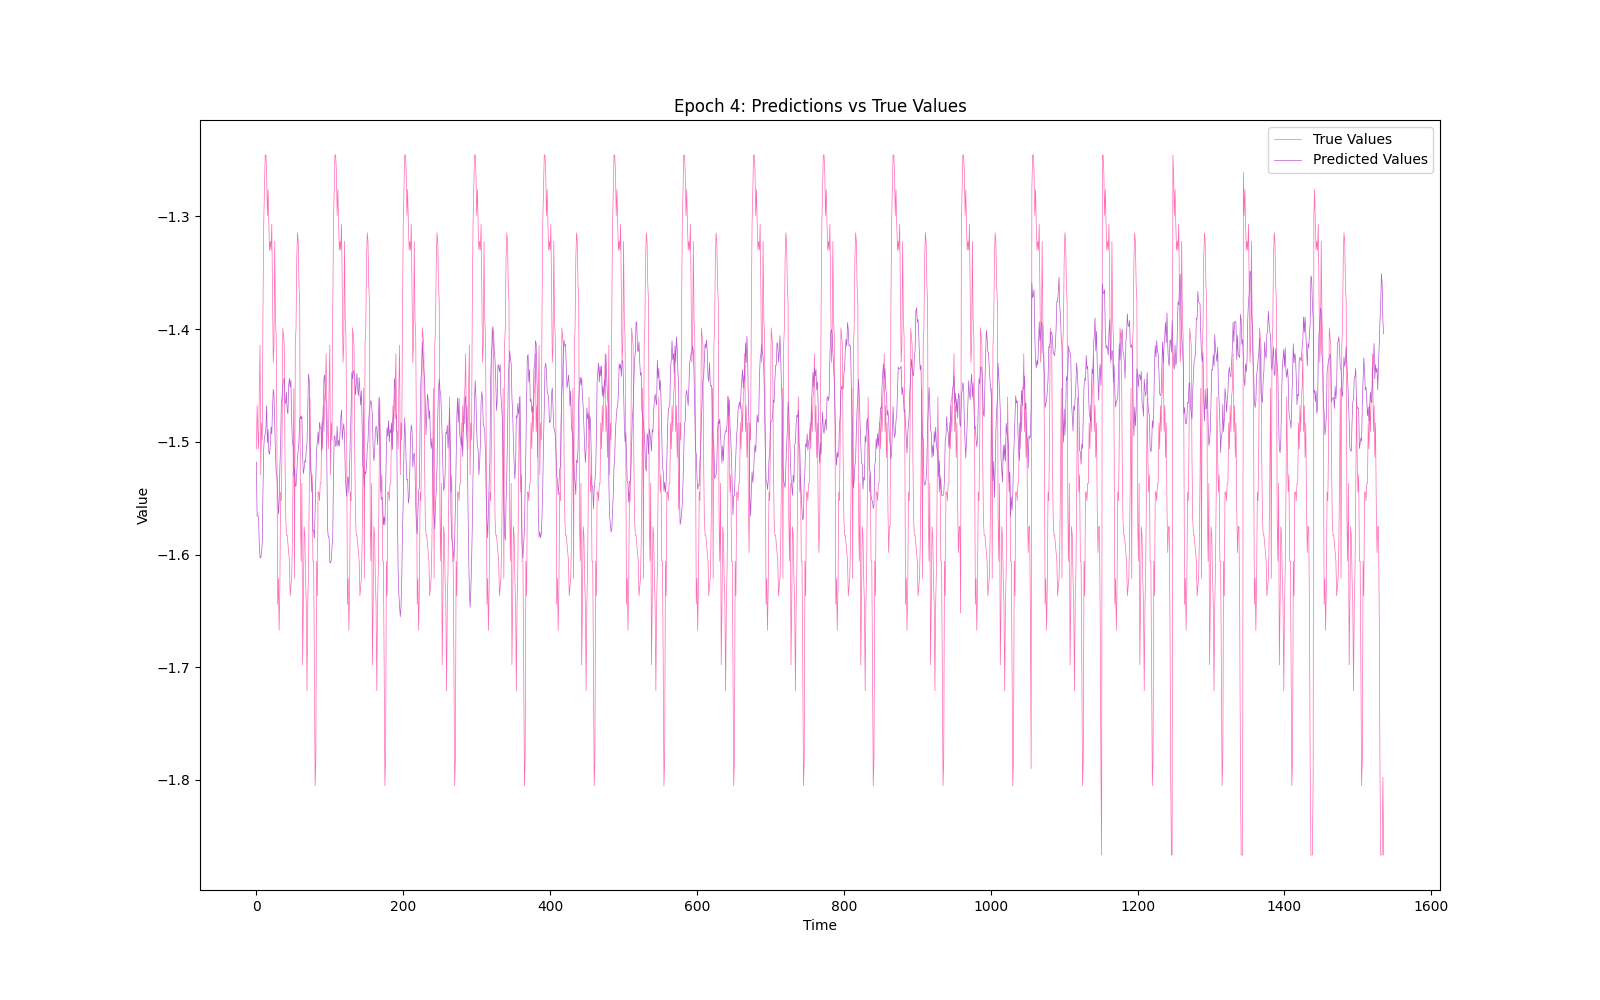 Epoch 4: Predictions vs True Values
True Values
Predicted Values
Value
−1.3
−1.4
−1.5
−1.6
−1.7
−1.8
0 200 400 600 800 1000 1200 1400 1600
Time